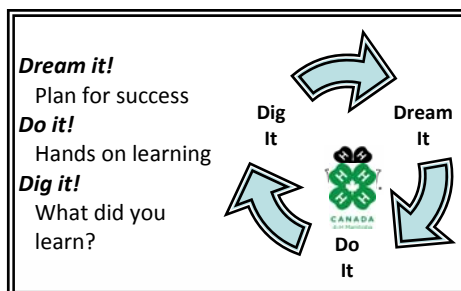 Dream it!
Plan for success
Do it!
Hands on learning
Dig it!
What did you
learn?
Dig
It
Dream
It
H H
H H
CANADA
Do
It